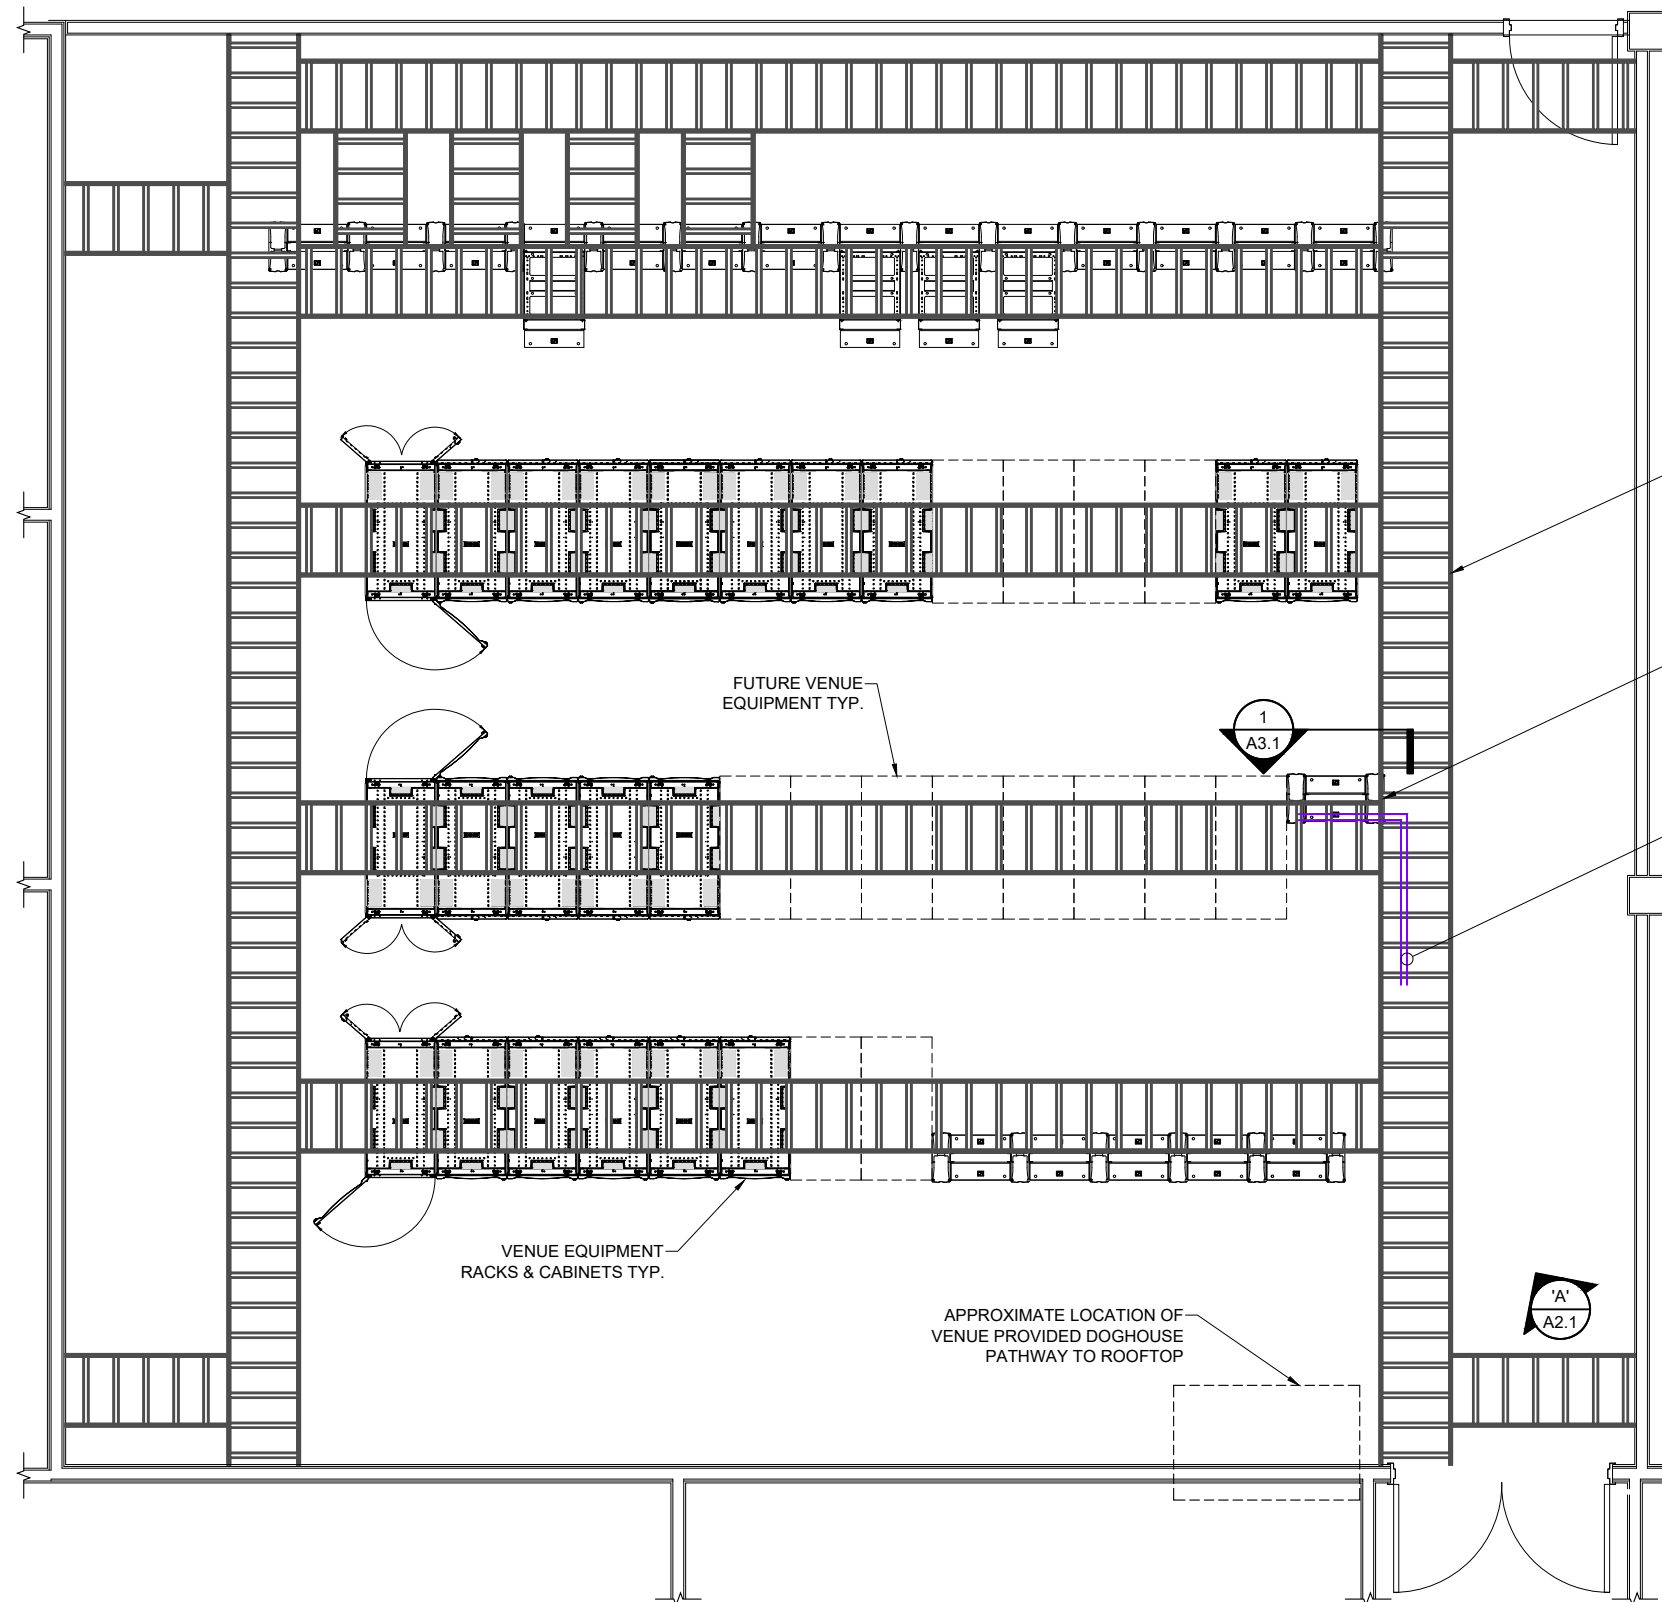 FUTURE VENUE
EQUIPMENT TYP.
1
A3.1
VENUE EQUIPMENT
RACKS & CABINETS TYP.
'A'
A2.1
APPROXIMATE LOCATION OF
VENUE PROVIDED DOGHOUSE
PATHWAY TO ROOFTOP